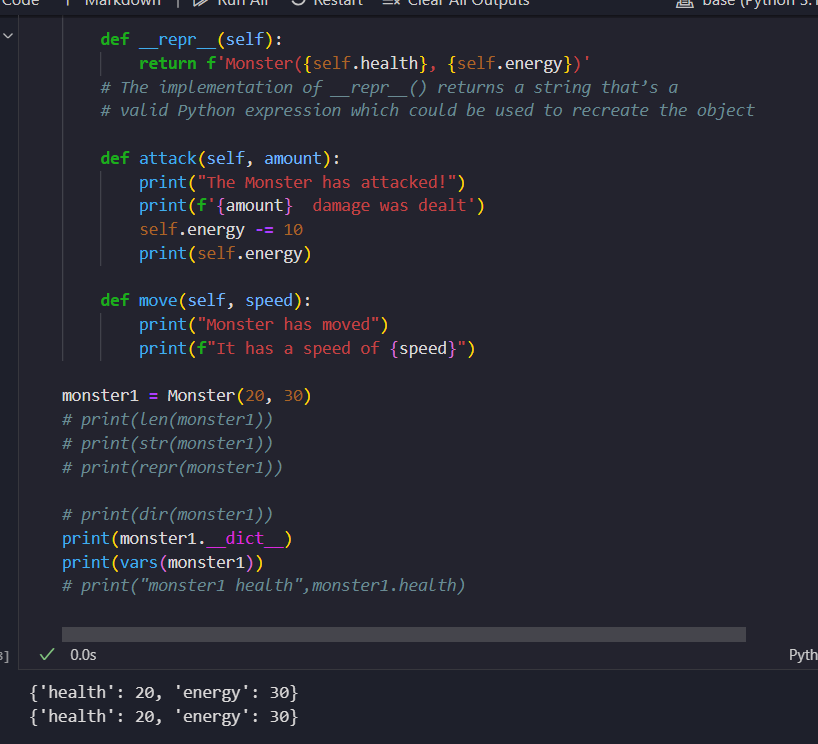 Code Markdown Run All Restart Clear All Outputs base (Python 3.1
def __repr__(self):
return f'Monster({self.health}, {self.energy})'
# The implementation of __repr__() returns a string that’s a
# valid Python expression which could be used to recreate the object
def attack(self, amount):
print("The Monster has attacked!")
print(f'{amount}  damage was dealt')
self.energy -= 10
print(self.energy)
def move(self, speed):
print("Monster has moved")
print(f"It has a speed of {speed}")
monster1 = Monster(20, 30)
# print(len(monster1))
# print(str(monster1))
# print(repr(monster1))
# print(dir(monster1))
print(monster1.__dict__)
print(vars(monster1))
# print("monster1 health",monster1.health)
] 0.0s Pyth
{'health': 20, 'energy': 30}
{'health': 20, 'energy': 30}